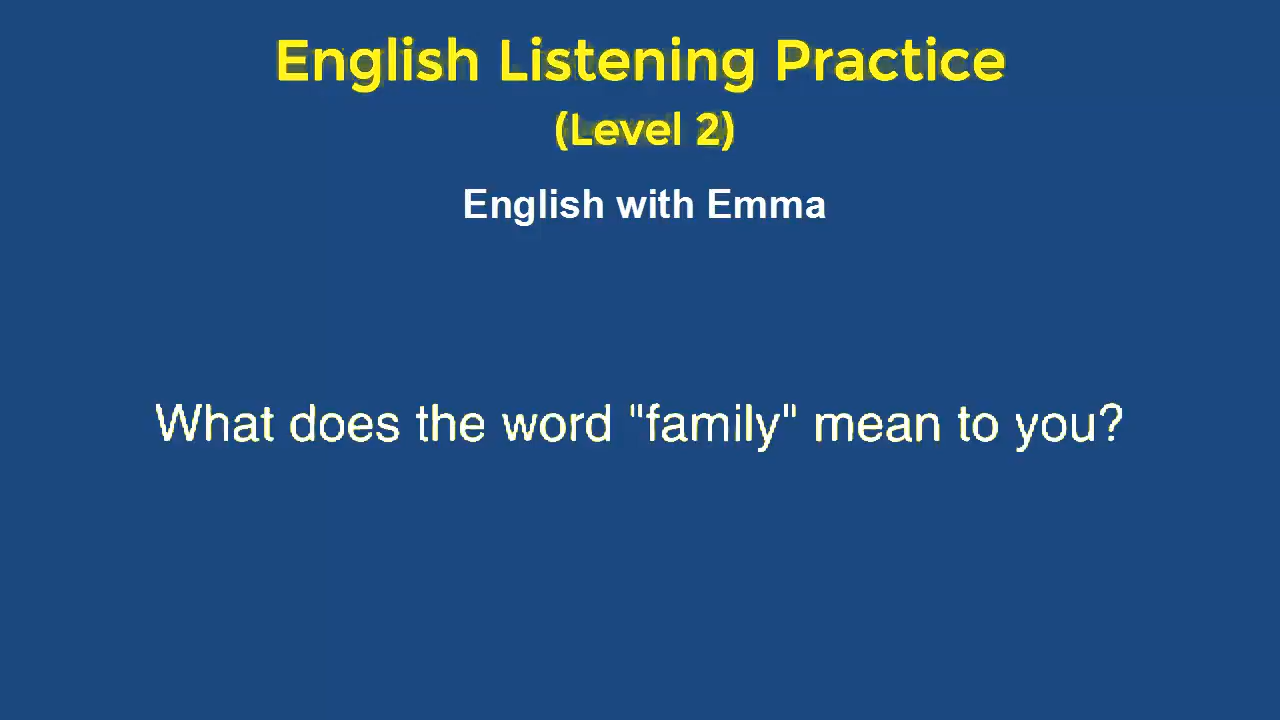 English Listening Practice
(Level 2)
English with Emma
What does the word "family" mean to you?